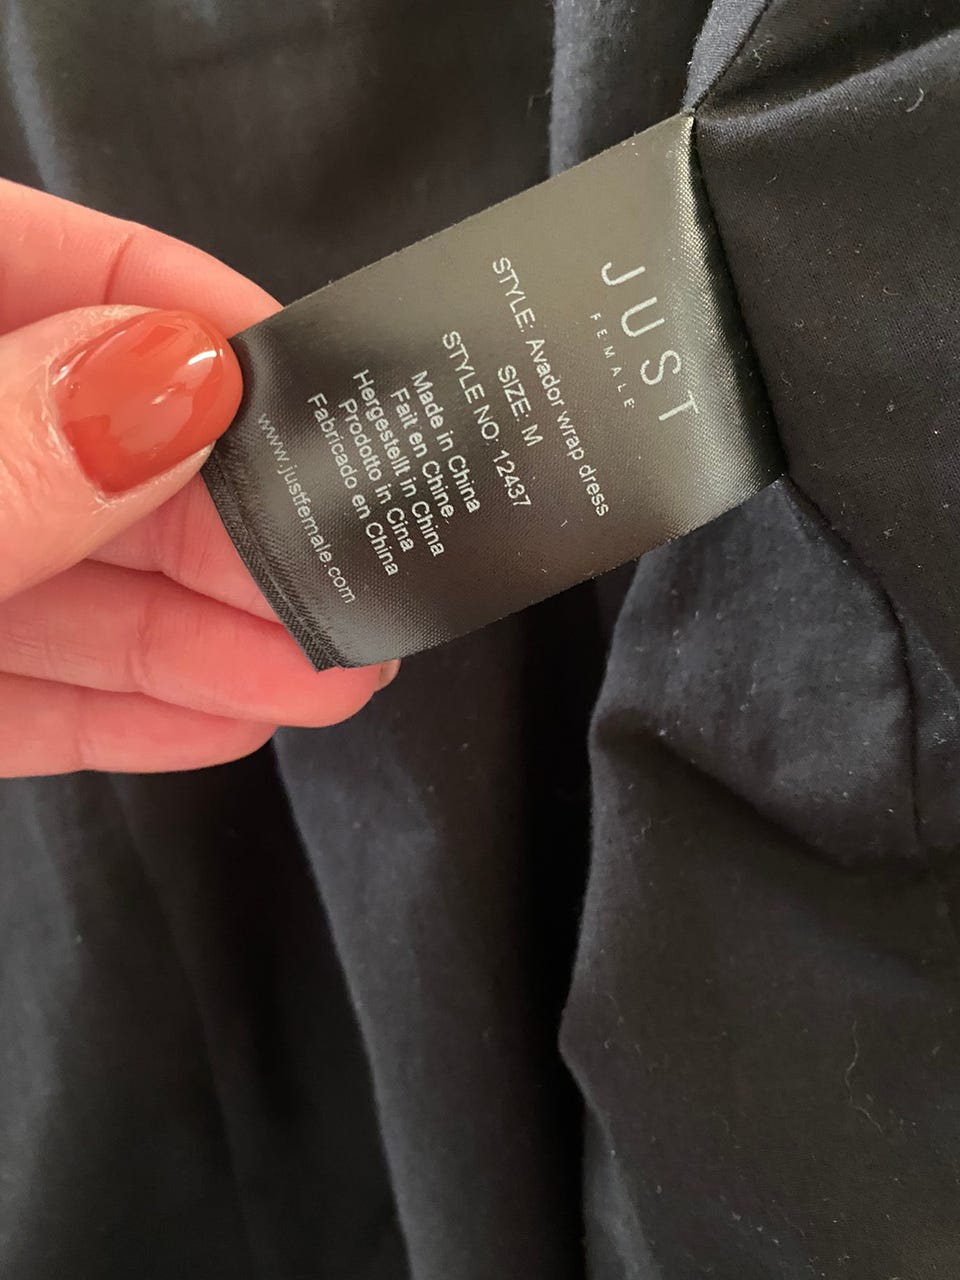 JUST
FEMALE
STYLE: Avador wrap dress
SIZE: M
STYLE NO: 12437
Made in China
Fait en Chine
Hergestellt in China
Prodotto in Cina
Fabricado en China
www.justfemale.com